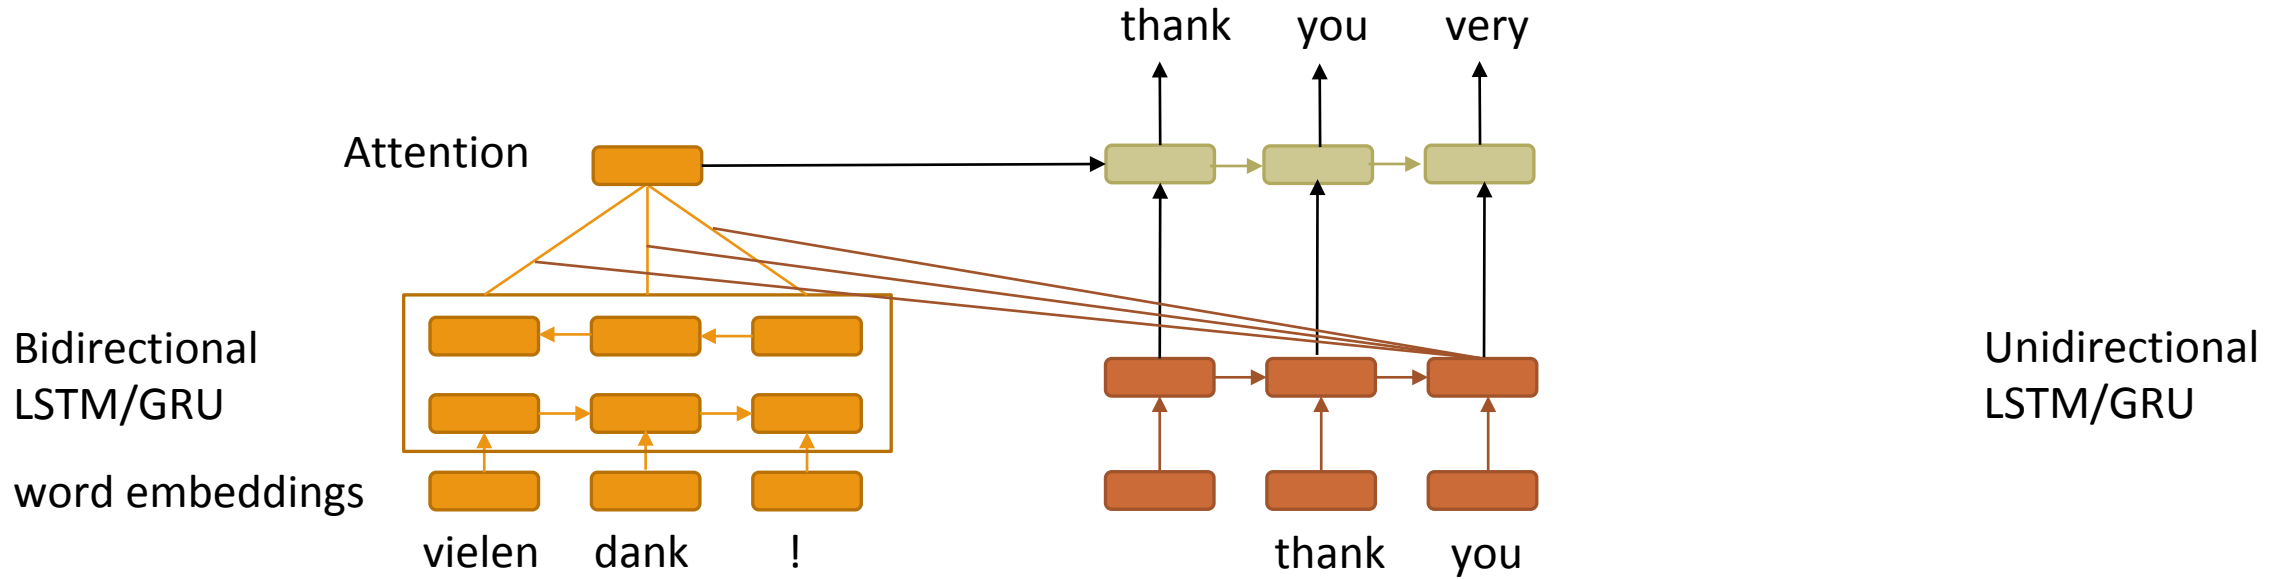 thank you very
Attention
Bidirectional
LSTM/GRU
Unidirectional
LSTM/GRU
word embeddings
vielen dank ! thank you